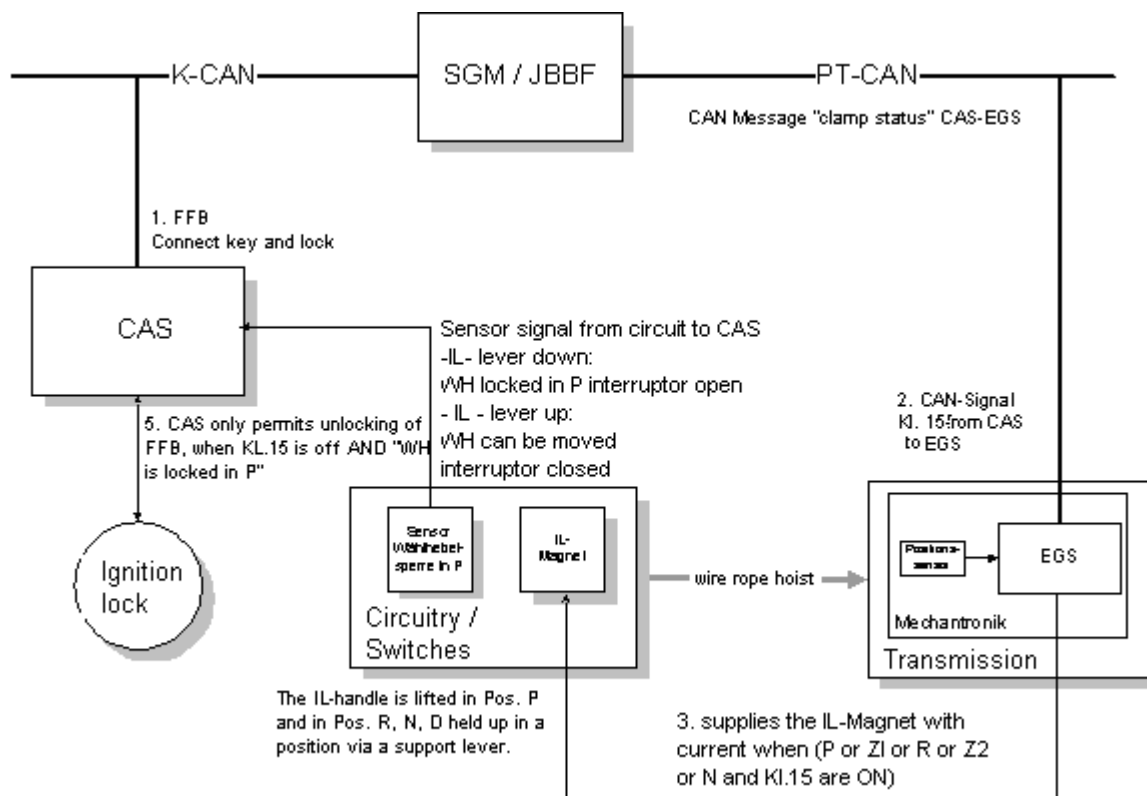 K-CAN
SGM / JBBF
PT-CAN
CAN Message "clamp status" CAS-EGS
1. FFB
Connect key and lock
CAS
Sensor signal from circuit to CAS
-IL- lever down:
WH locked in P interruptor open
- IL - lever up:
WH can be moved
interruptor closed
5. CAS only permits unlocking of
FFB, when KL.15 is off AND "WH
is locked in P"
2. CAN-Signal
Kl. 15-from CAS
to EGS
Ignition
lock
Sensor
Wählhebel-
sperre in P
IL-
Magnet
Circuitry /
Switches
wire rope hoist
Positions-
sensor
EGS
Mechantronik
Transmission
The IL-handle is lifted in Pos. P
and in Pos. R, N, D held up in a
position via a support lever.
3. supplies the IL-Magnet with
current when (P or ZI or R or Z2
or N and Kl.15 are ON)